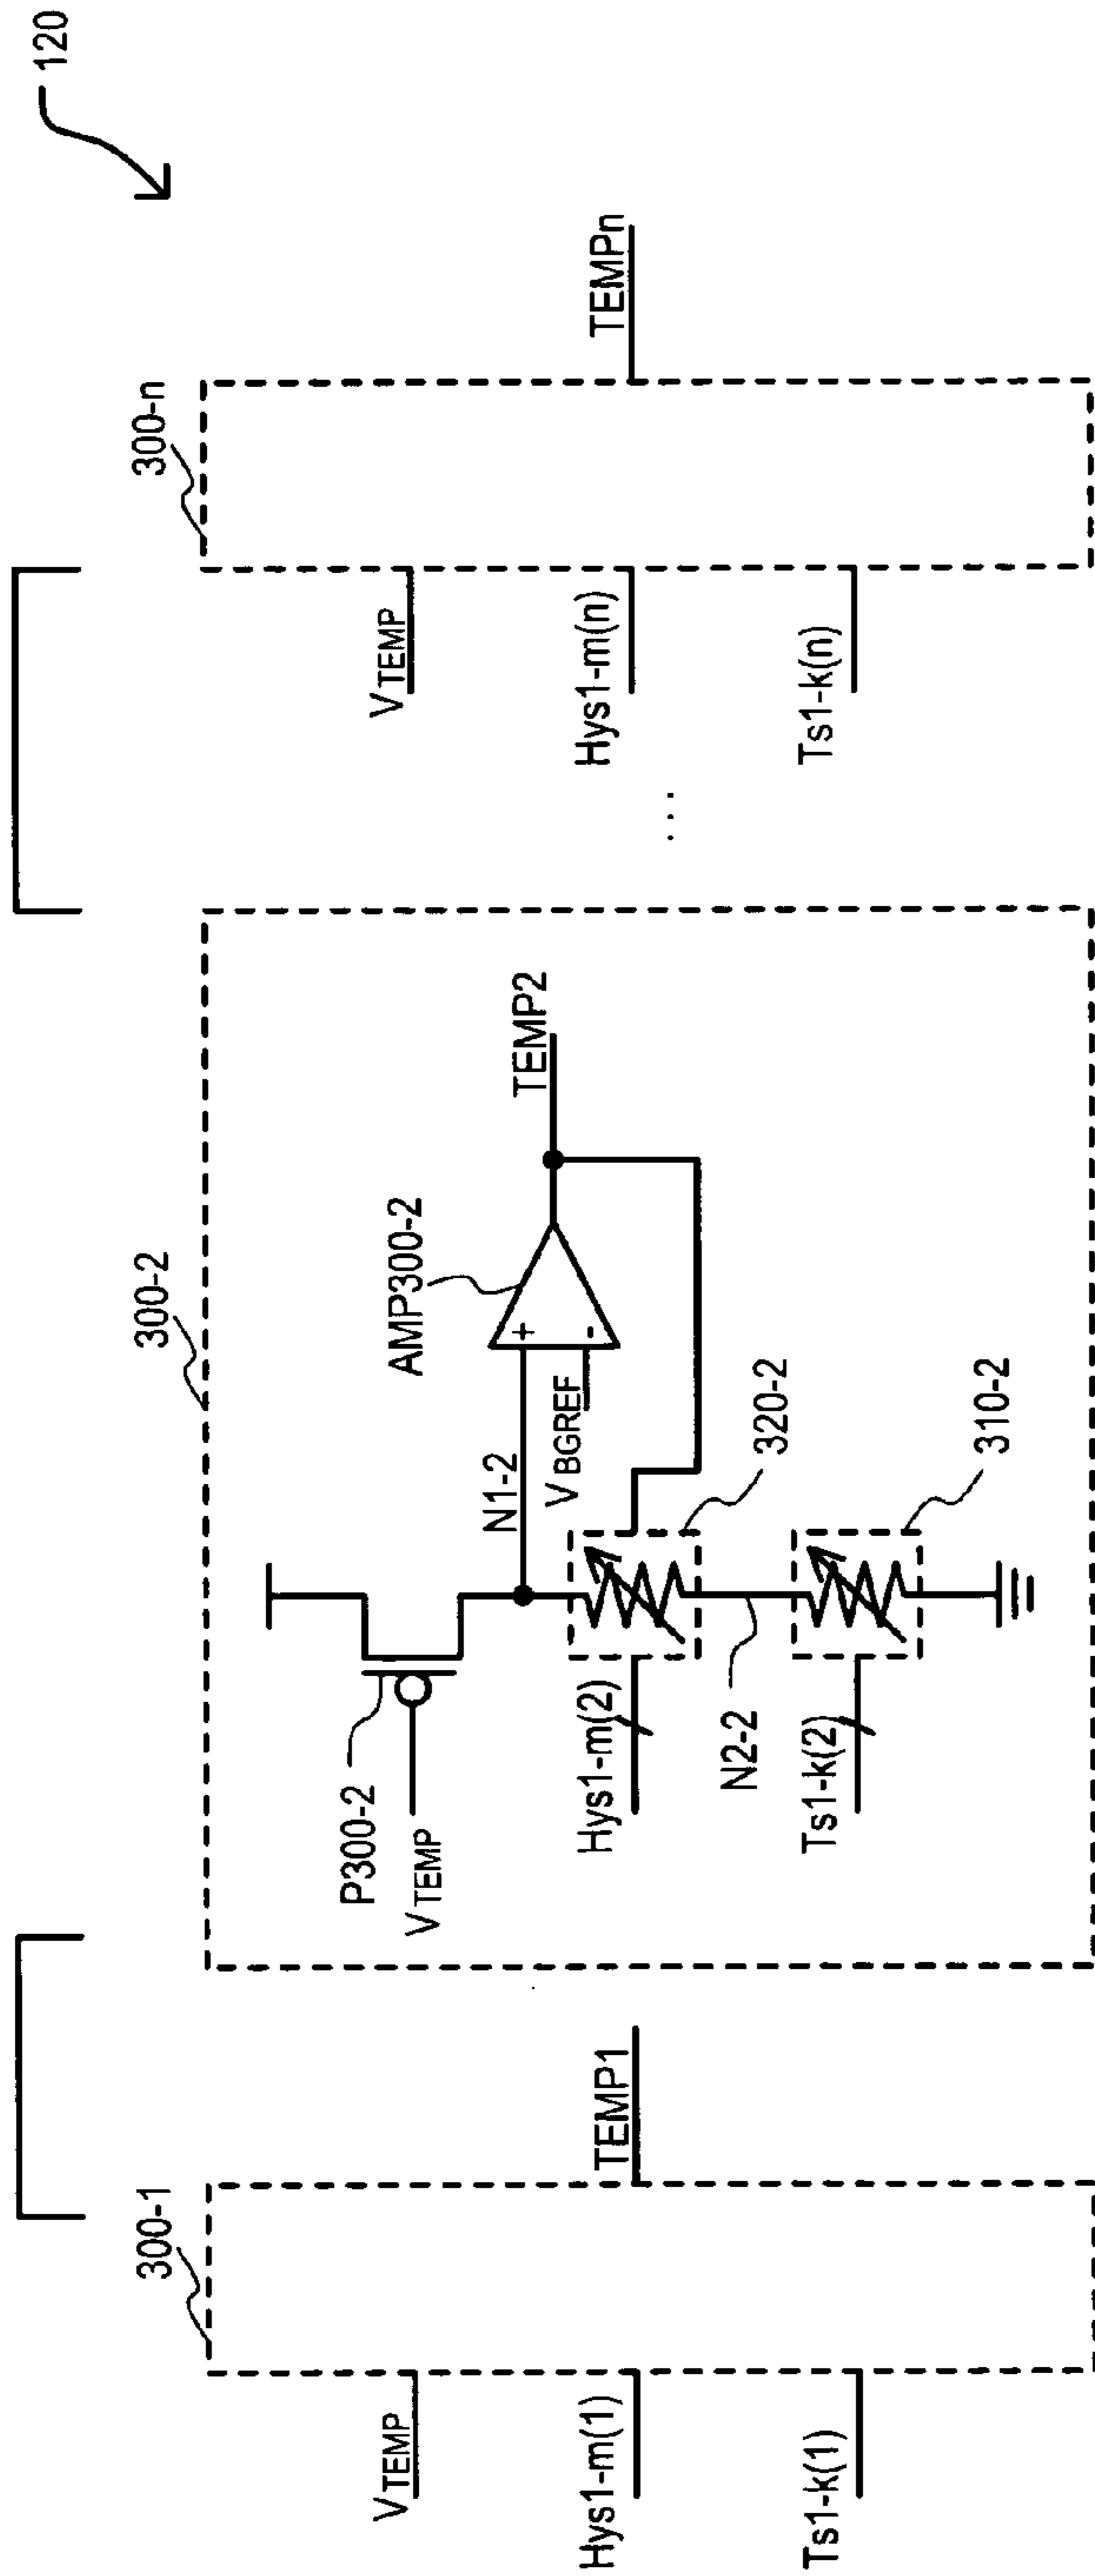 120
300-1
VTEMP
Hys1-m(1)
Ts1-k(1)
TEMP1
300-2
P300-2
VTEMP
Hys1-m(2)
N2-2
Ts1-k(2)
N1-2
VBGREF
+
-
AMP300-2
TEMP2
320-2
310-2
...
300-n
VTEMP
Hys1-m(n)
Ts1-k(n)
TEMPn